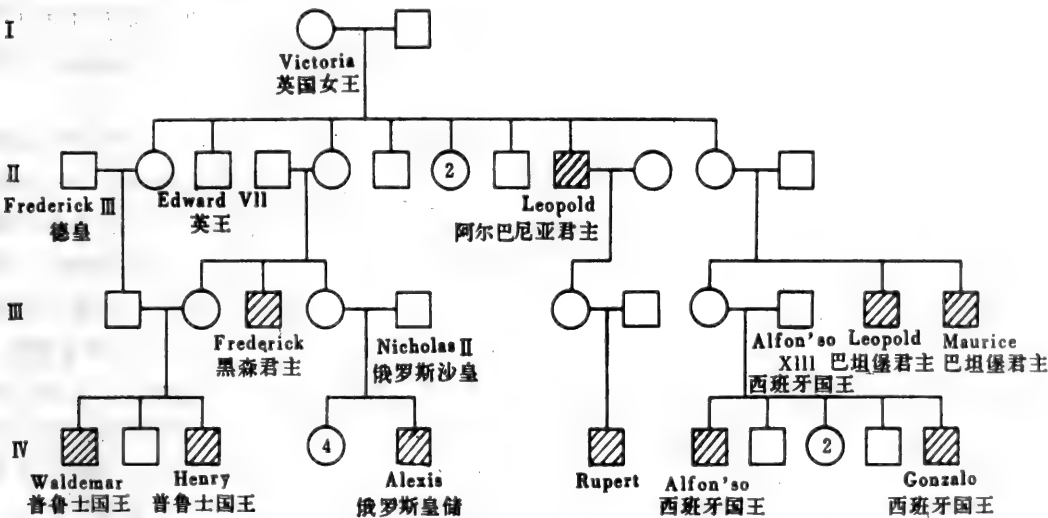 I
Victoria
英国女王
II
2
Frederick III
德皇
Edward VII
英王
Leopold
阿尔巴尼亚君主
III
Frederick
黑森君主
Nicholas II
俄罗斯沙皇
Alfon'so
XIII
西班牙国王
Leopold
巴坦堡君主
Maurice
巴坦堡君主
IV
4
2
Waldemar
普鲁士国王
Henry
普鲁士国王
Alexis
俄罗斯皇储
Rupert
Alfon'so
西班牙国王
Gonzalo
西班牙国王